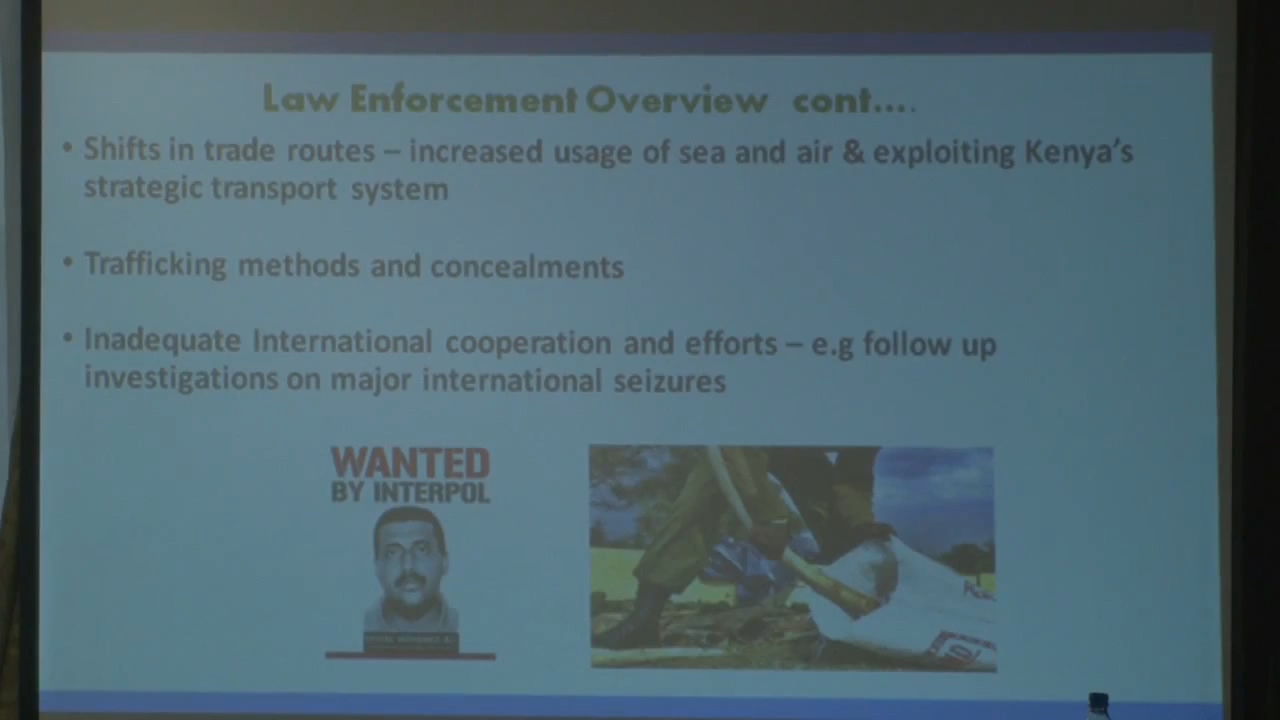 Law Enforcement Overview cont....
• Shifts in trade routes – increased usage of sea and air & exploiting Kenya's
strategic transport system
• Trafficking methods and concealments
• Inadequate International cooperation and efforts – e.g follow up
investigations on major international seizures
WANTED
BY INTERPOL